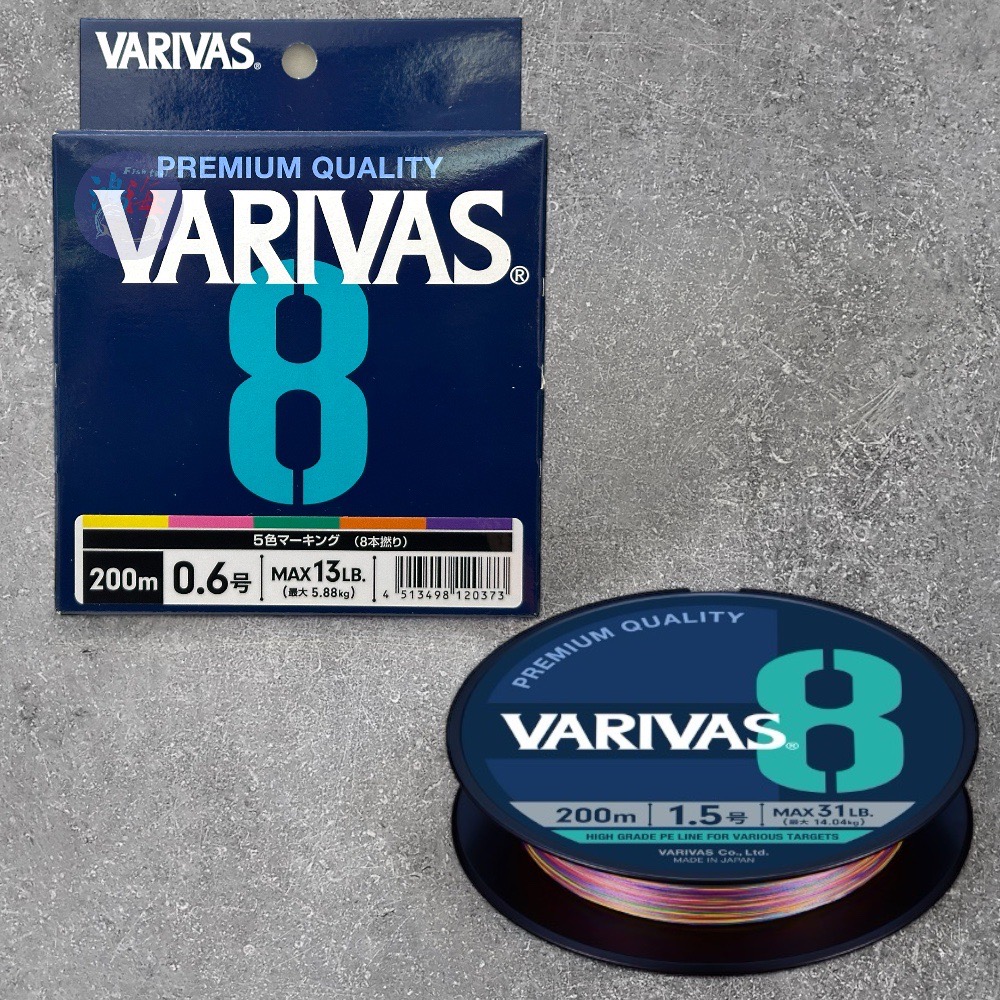 VARIVAS®
PREMIUM QUALITY
VARIVAS®
8
5色マーキング (8本撚り)
200m 0.6号 MAX 13LB.
(最大 5.88kg)
4 513498 120373
PREMIUM QUALITY
VARIVAS® 8
200m 1.5号 MAX 31LB.
(最大 14.04kg)
HIGH GRADE PE LINE FOR VARIOUS TARGETS
VARIVAS Co., Ltd.
MADE IN JAPAN